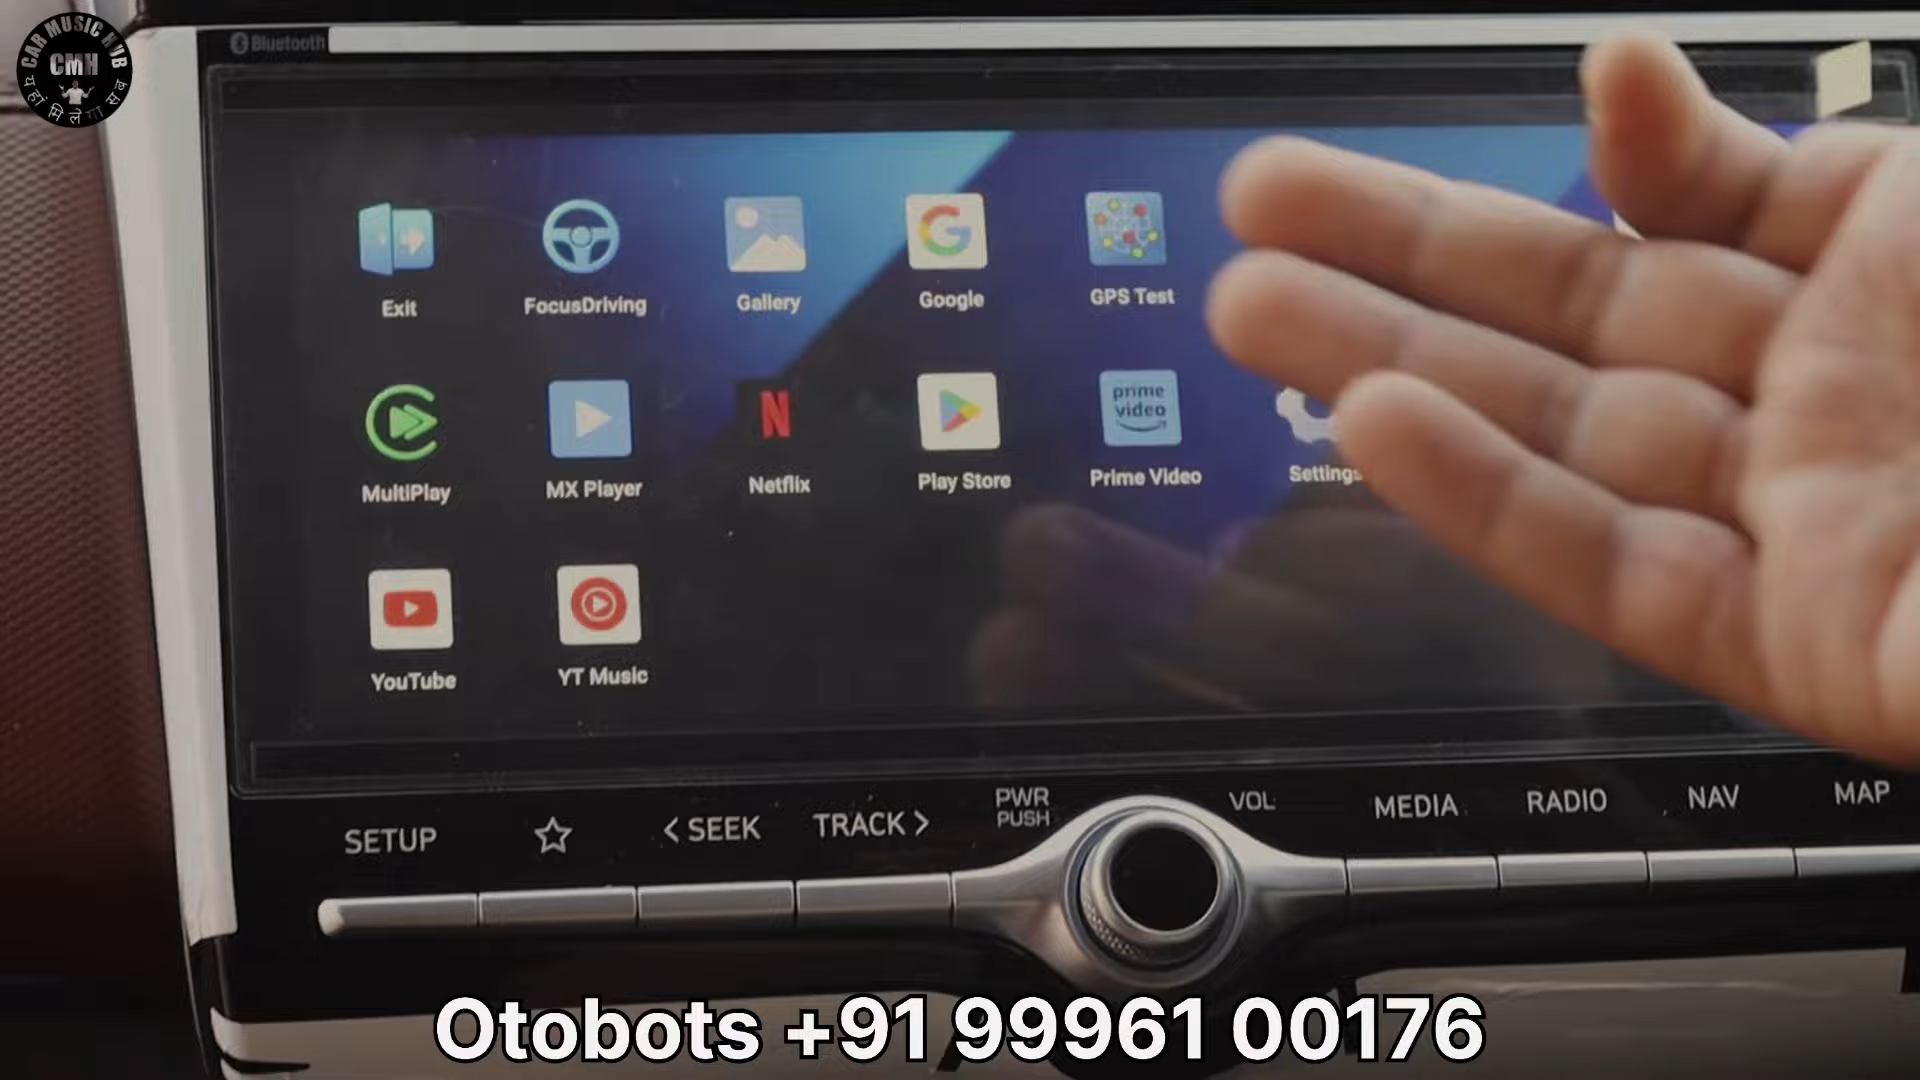 CAR MUSIC HUB
CMH
यहां मिलेगा सब
Bluetooth
Exit
FocusDriving
Gallery
Google
GPS Test
MultiPlay
MX Player
Netflix
Play Store
prime video
Prime Video
Settings
YouTube
YT Music
SETUP
< SEEK
TRACK >
PWR
PUSH
VOL
MEDIA
RADIO
NAV
MAP
Otobots +91 99961 00176